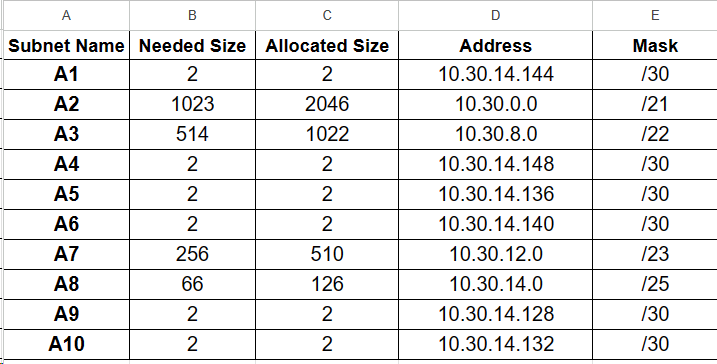 A B C D E
Subnet Name Needed Size Allocated Size Address Mask
A1 2 2 10.30.14.144 /30
A2 1023 2046 10.30.0.0 /21
A3 514 1022 10.30.8.0 /22
A4 2 2 10.30.14.148 /30
A5 2 2 10.30.14.136 /30
A6 2 2 10.30.14.140 /30
A7 256 510 10.30.12.0 /23
A8 66 126 10.30.14.0 /25
A9 2 2 10.30.14.128 /30
A10 2 2 10.30.14.132 /30